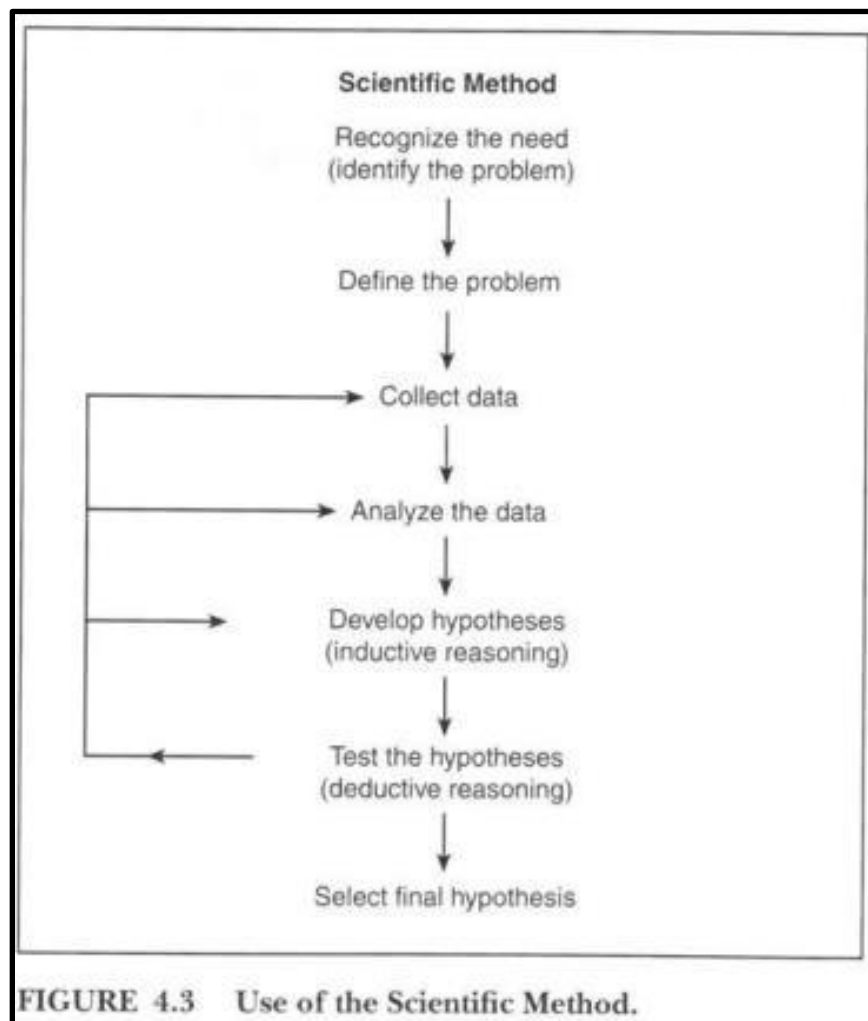 Scientific Method
Recognize the need
(identify the problem)
Define the problem
Collect data
Analyze the data
Develop hypotheses
(inductive reasoning)
Test the hypotheses
(deductive reasoning)
Select final hypothesis
FIGURE 4.3 Use of the Scientific Method.